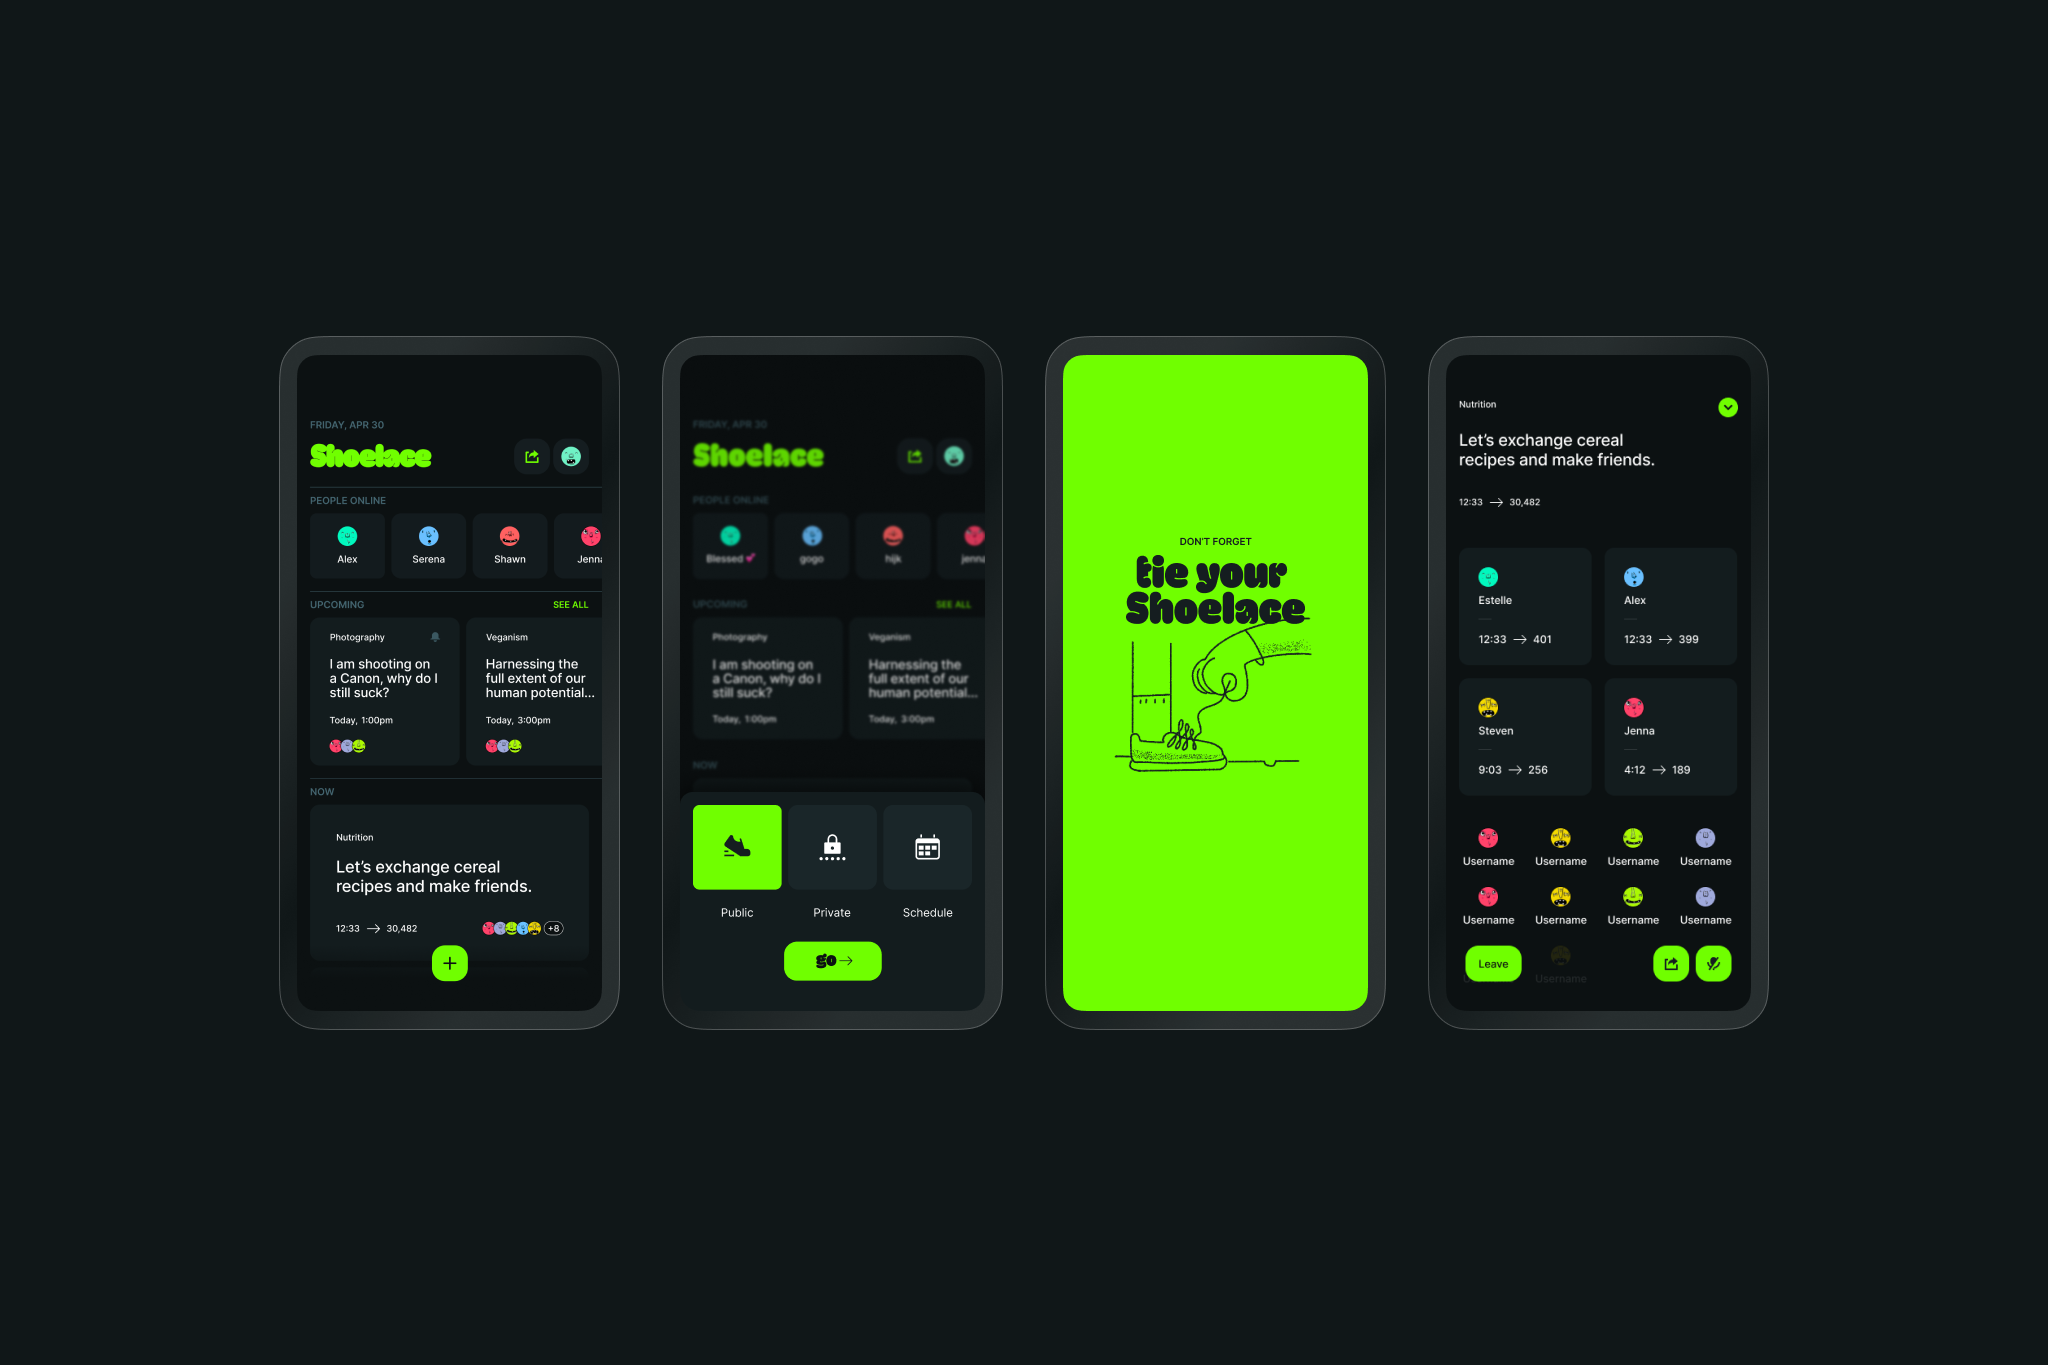 FRIDAY, APR 30
Shoelace
PEOPLE ONLINE
Alex
Serena
Shawn
Jenna
UPCOMING
SEE ALL
Photography
I am shooting on
a Canon, why do I
still suck?
Today, 1:00pm
Veganism
Harnessing the
full extent of our
human potential...
Today, 3:00pm
NOW
Nutrition
Let's exchange cereal
recipes and make friends.
12:33 → 30,482
+8
FRIDAY, APR 30
Shoelace
PEOPLE ONLINE
Blessed
gogo
hijk
jenna
UPCOMING
SEE ALL
Photography
I am shooting on
a Canon, why do I
still suck?
Today, 1:00pm
Veganism
Harnessing the
full extent of our
human potential...
Today, 3:00pm
NOW
Public
Private
Schedule
go →
DON'T FORGET
tie your
Shoelace
Nutrition
Let's exchange cereal
recipes and make friends.
12:33 → 30,482
Estelle
12:33 → 401
Alex
12:33 → 399
Steven
9:03 → 256
Jenna
4:12 → 189
Username
Username
Username
Username
Username
Username
Username
Username
Username
Leave